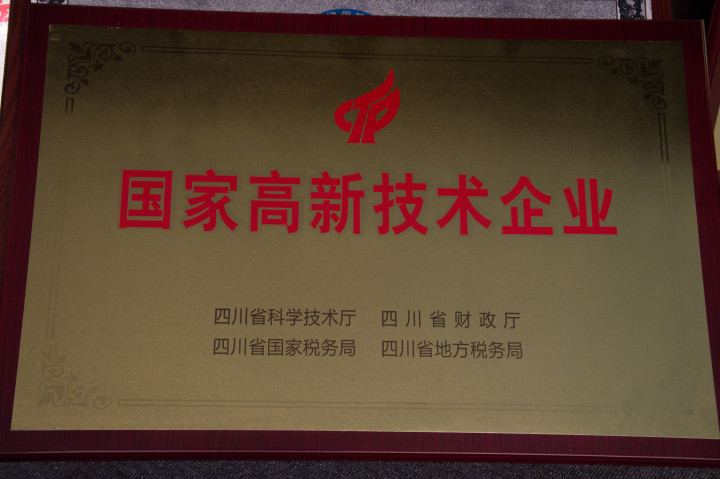 国家高新技术企业
四川省科学技术厅 四川省财政厅
四川省国家税务局 四川省地方税务局